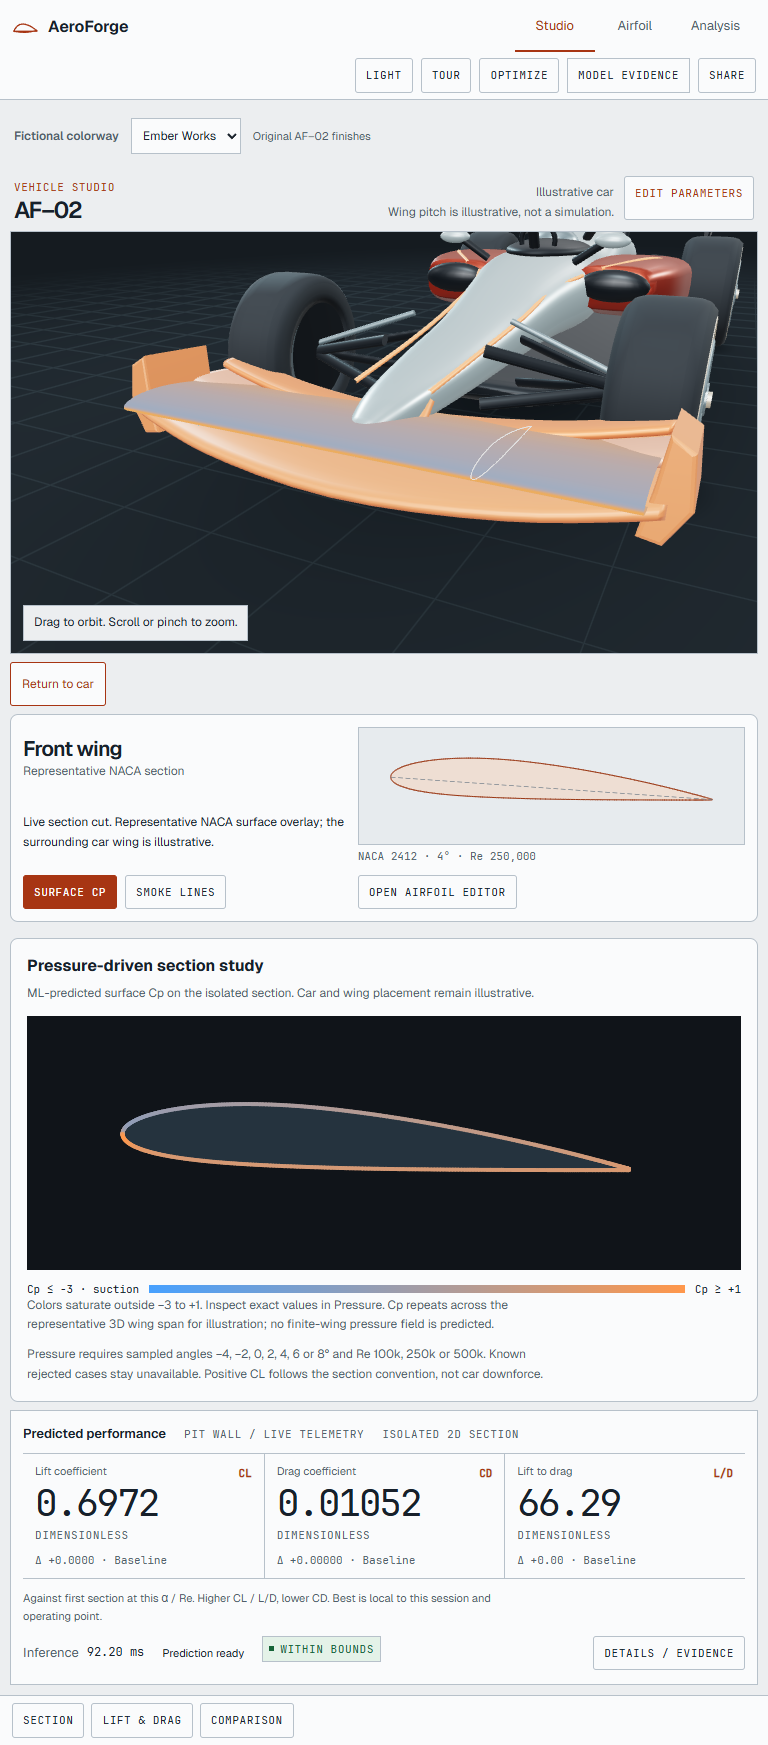 AeroForge
Studio
Airfoil
Analysis
LIGHT
TOUR
OPTIMIZE
MODEL EVIDENCE
SHARE
Fictional colorway
Ember Works
Original AF–02 finishes
VEHICLE STUDIO
AF–02
Illustrative car
Wing pitch is illustrative, not a simulation.
EDIT PARAMETERS
Drag to orbit. Scroll or pinch to zoom.
Return to car
Front wing
Representative NACA section
Live section cut. Representative NACA surface overlay; the
surrounding car wing is illustrative.
SURFACE CP
SMOKE LINES
NACA 2412 · 4° · Re 250,000
OPEN AIRFOIL EDITOR
Pressure-driven section study
ML-predicted surface Cp on the isolated section. Car and wing placement remain illustrative.
Cp ≤ -3 · suction
Cp ≥ +1
Colors saturate outside −3 to +1. Inspect exact values in Pressure. Cp repeats across the
representative 3D wing span for illustration; no finite-wing pressure field is predicted.
Pressure requires sampled angles −4, −2, 0, 2, 4, 6 or 8° and Re 100k, 250k or 500k. Known
rejected cases stay unavailable. Positive CL follows the section convention, not car downforce.
Predicted performance
PIT WALL / LIVE TELEMETRY
ISOLATED 2D SECTION
Lift coefficient
CL
0.6972
DIMENSIONLESS
Δ +0.0000 · Baseline
Drag coefficient
CD
0.01052
DIMENSIONLESS
Δ +0.00000 · Baseline
Lift to drag
L/D
66.29
DIMENSIONLESS
Δ +0.00 · Baseline
Against first section at this α / Re. Higher CL / L/D, lower CD. Best is local to this session and
operating point.
Inference 92.20 ms
Prediction ready
WITHIN BOUNDS
DETAILS / EVIDENCE
SECTION
LIFT & DRAG
COMPARISON